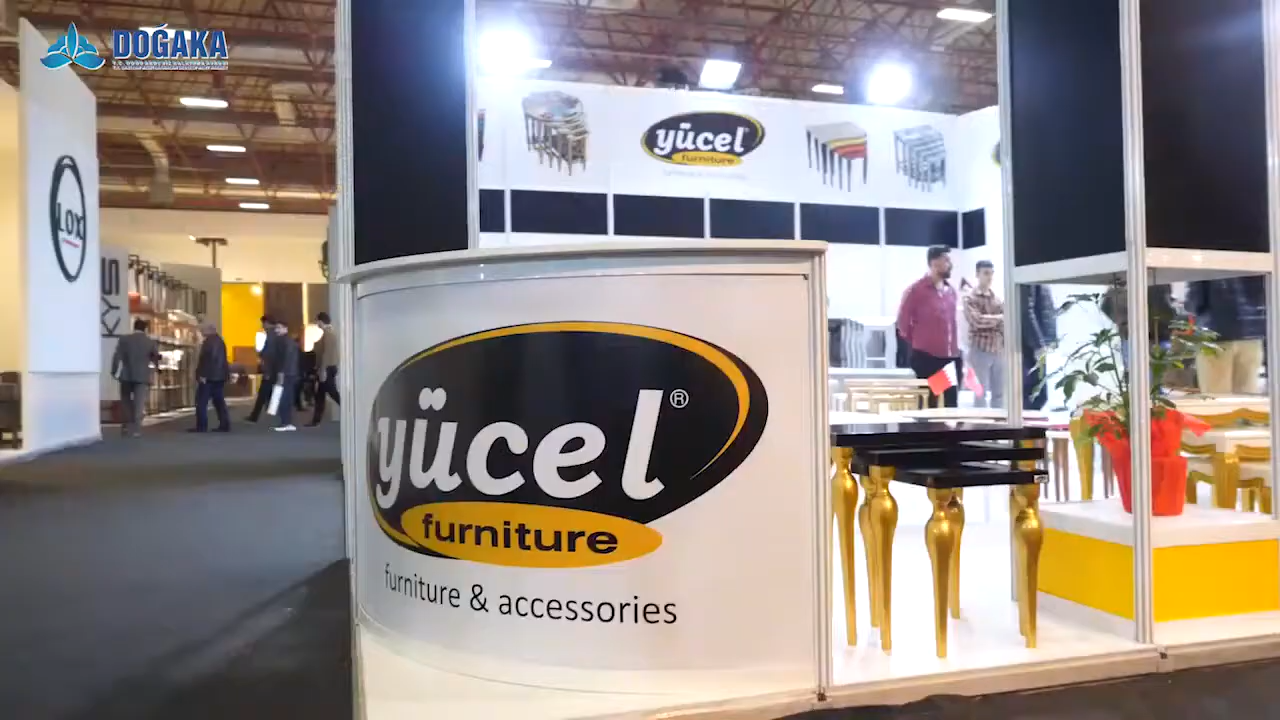 DOĞAKA
yücel®
furniture
LOX
yücel®
furniture
furniture & accessories